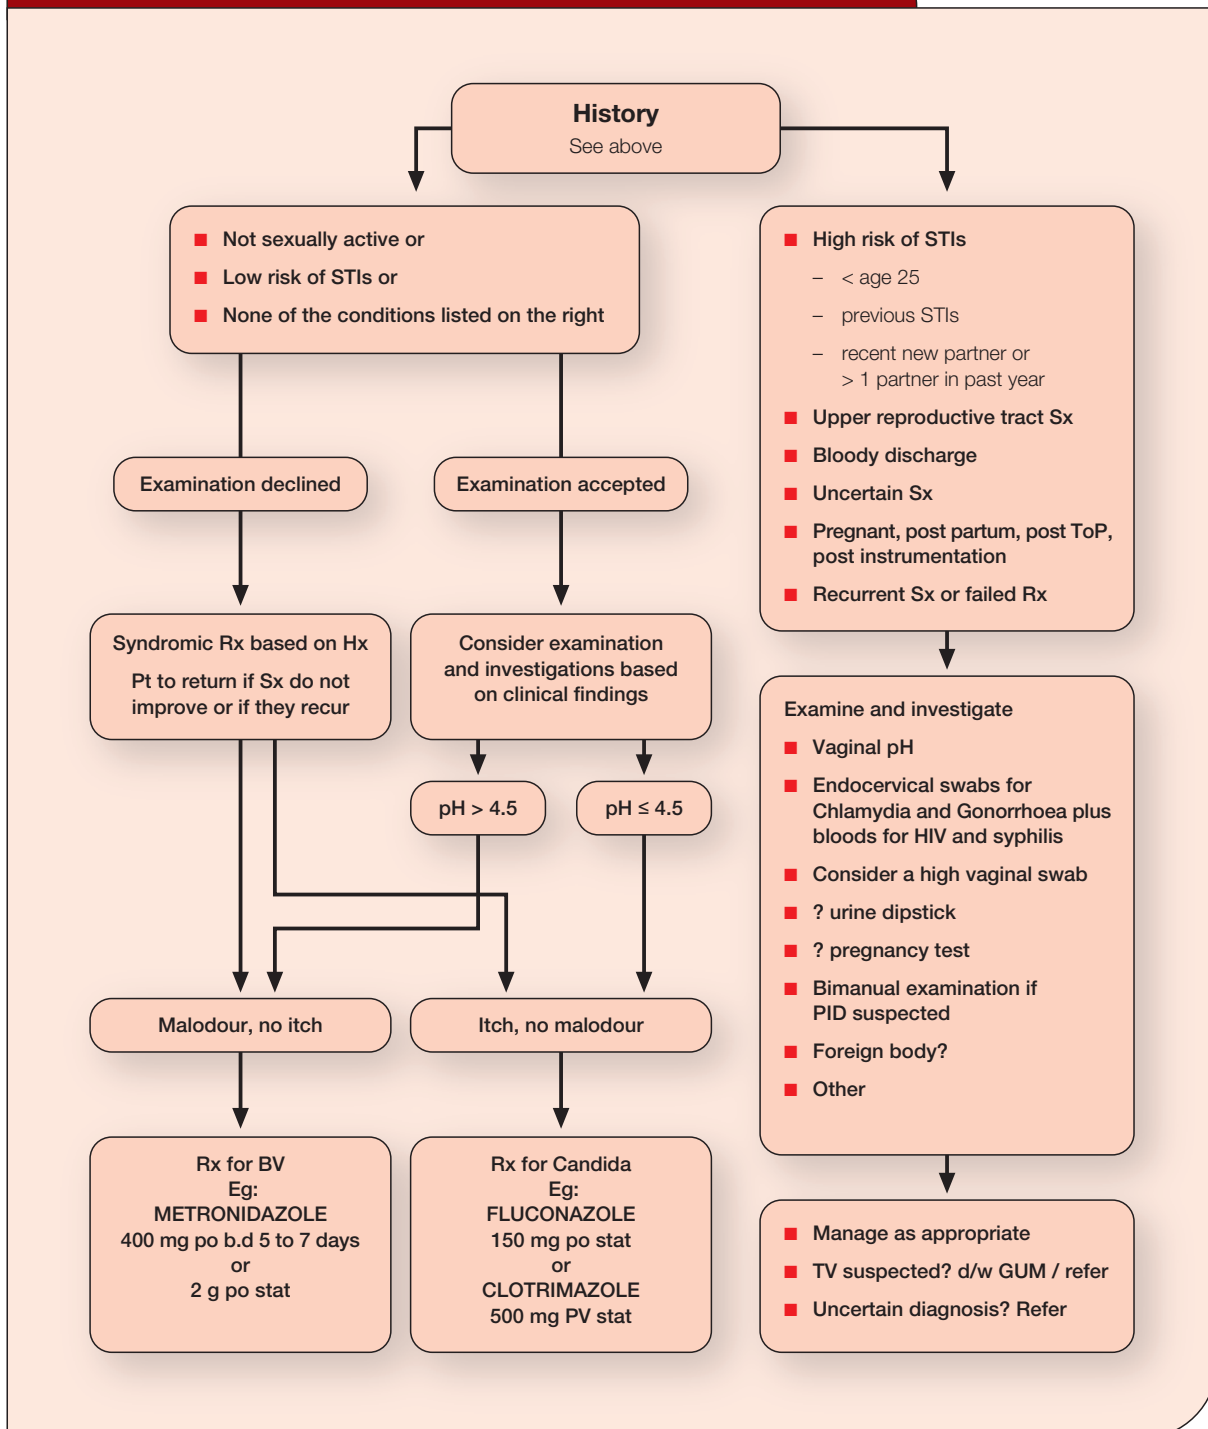 History
See above
Not sexually active or
Low risk of STIs or
None of the conditions listed on the right
High risk of STIs
– < age 25
– previous STIs
– recent new partner or
> 1 partner in past year
Upper reproductive tract Sx
Bloody discharge
Uncertain Sx
Pregnant, post partum, post ToP,
post instrumentation
Recurrent Sx or failed Rx
Examination declined
Examination accepted
Syndromic Rx based on Hx
Pt to return if Sx do not
improve or if they recur
Consider examination
and investigations based
on clinical findings
pH > 4.5
pH ≤ 4.5
Malodour, no itch
Itch, no malodour
Rx for BV
Eg:
METRONIDAZOLE
400 mg po b.d 5 to 7 days
or
2 g po stat
Rx for Candida
Eg:
FLUCONAZOLE
150 mg po stat
or
CLOTRIMAZOLE
500 mg PV stat
Examine and investigate
Vaginal pH
Endocervical swabs for
Chlamydia and Gonorrhoea plus
bloods for HIV and syphilis
Consider a high vaginal swab
? urine dipstick
? pregnancy test
Bimanual examination if
PID suspected
Foreign body?
Other
Manage as appropriate
TV suspected? d/w GUM / refer
Uncertain diagnosis? Refer